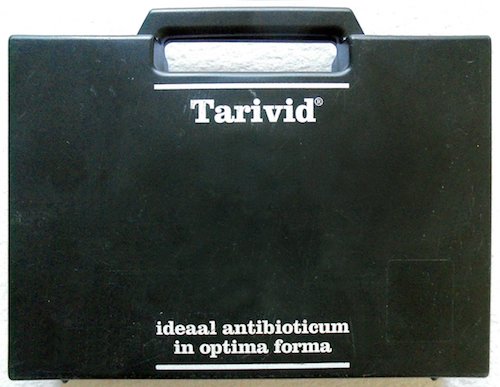 Tarivid®
ideaal antibioticum
in optima forma